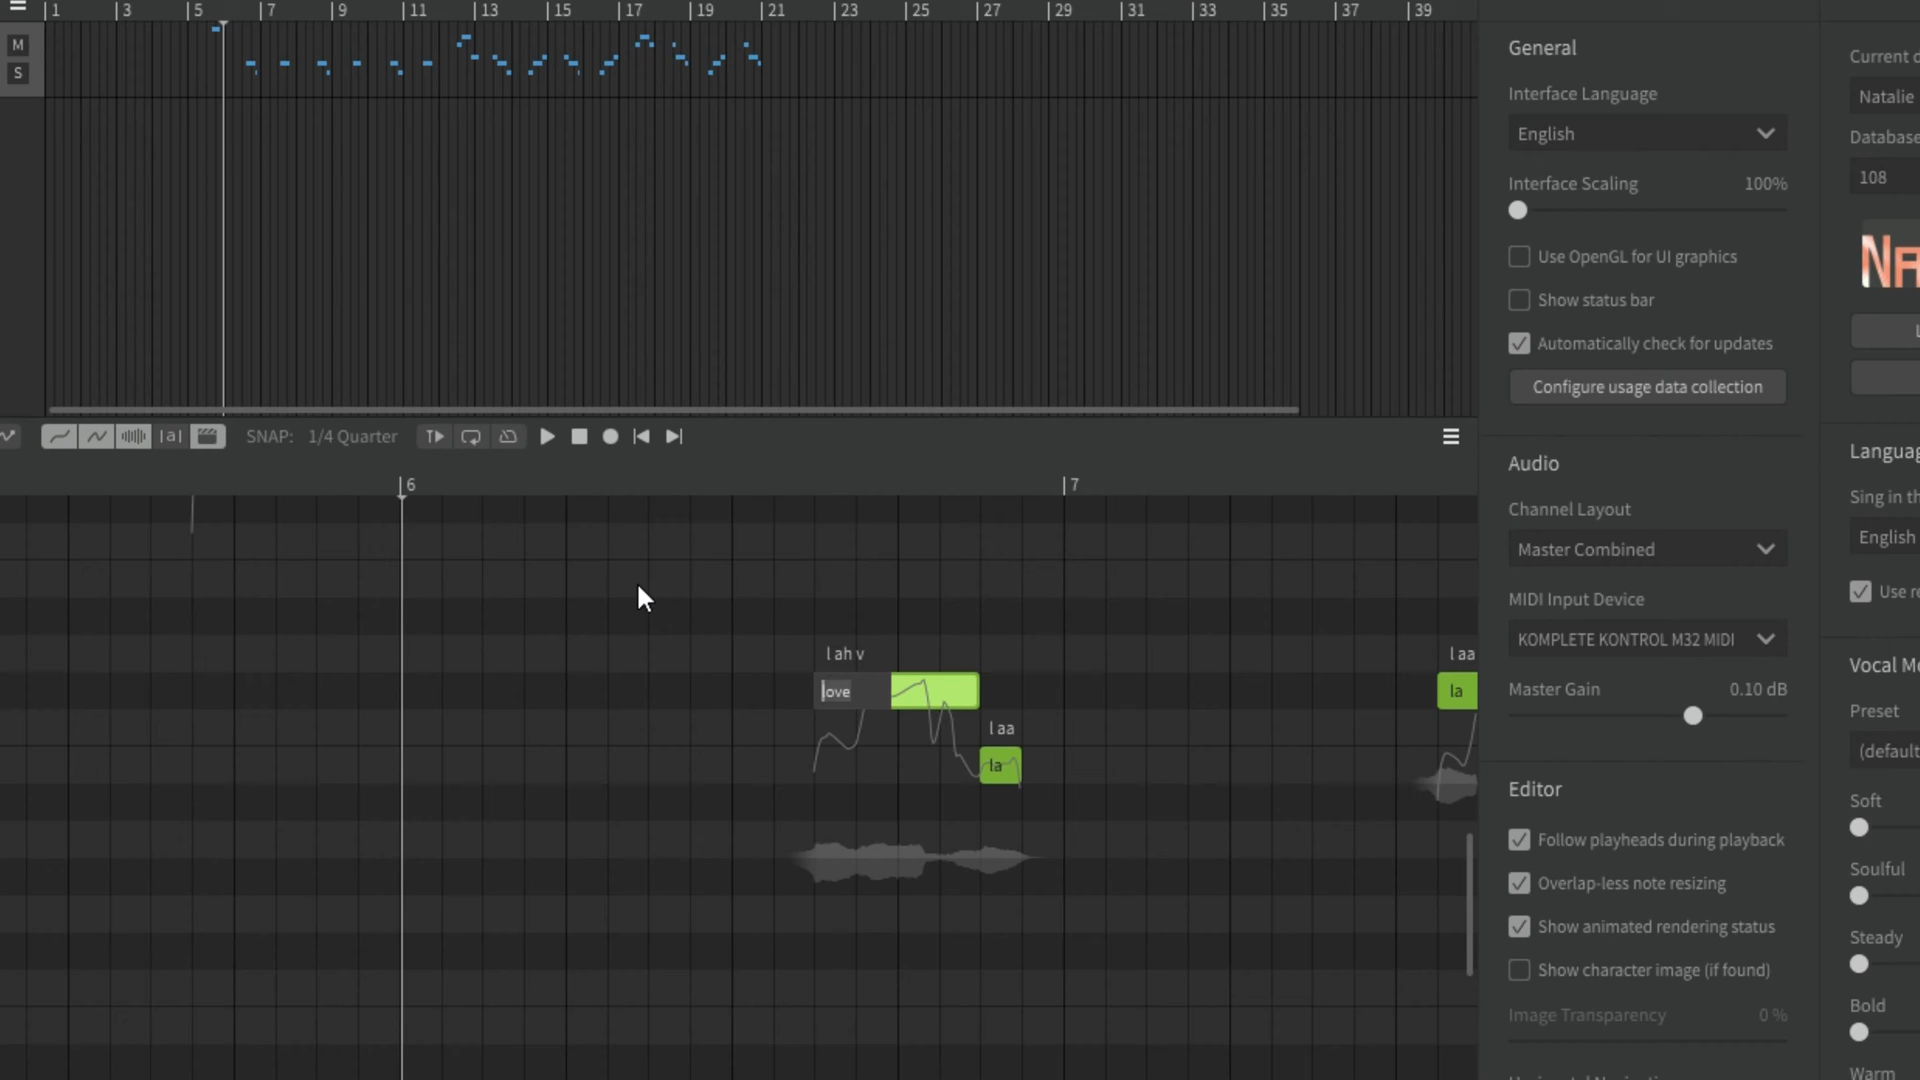 1 3 5 7 9 11 13 15 17 19 21 23 25 27 29 31 33 35 37 39
M
S
SNAP: 1/4 Quarter
6 7
l ah v
love
l aa
la
l aa
la
General
Interface Language
English
Interface Scaling 100%
Use OpenGL for UI graphics
Show status bar
Automatically check for updates
Configure usage data collection
Audio
Channel Layout
Master Combined
MIDI Input Device
KOMPLETE KONTROL M32 MIDI
Master Gain 0.10 dB
Editor
Follow playheads during playback
Overlap-less note resizing
Show animated rendering status
Show character image (if found)
Image Transparency 0 %
Current
Natalie
Database
108
Sing in
English
Use
Preset
(default
Soft
Soulful
Steady
Bold
Warm